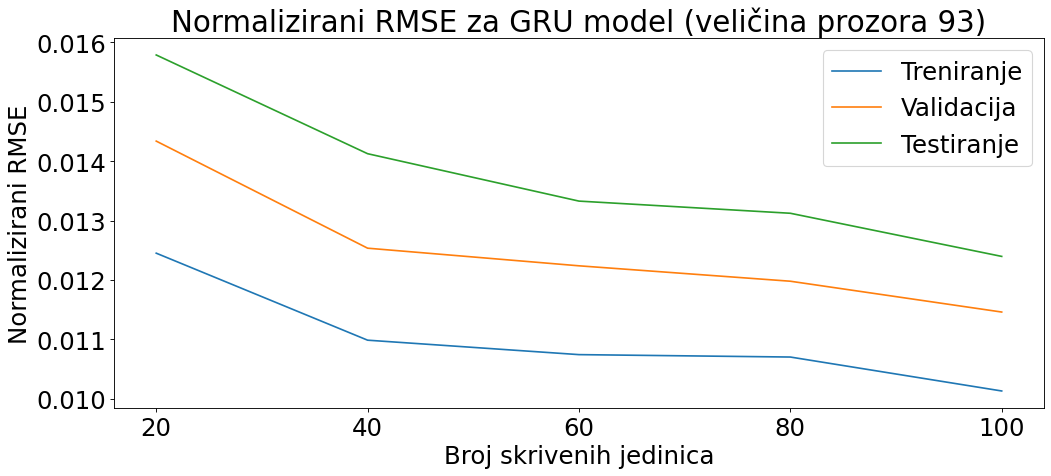 Normalizirani RMSE za GRU model (veličina prozora 93)
Normalizirani RMSE
0.016
0.015
0.014
0.013
0.012
0.011
0.010
Treniranje
Validacija
Testiranje
20 40 60 80 100
Broj skrivenih jedinica